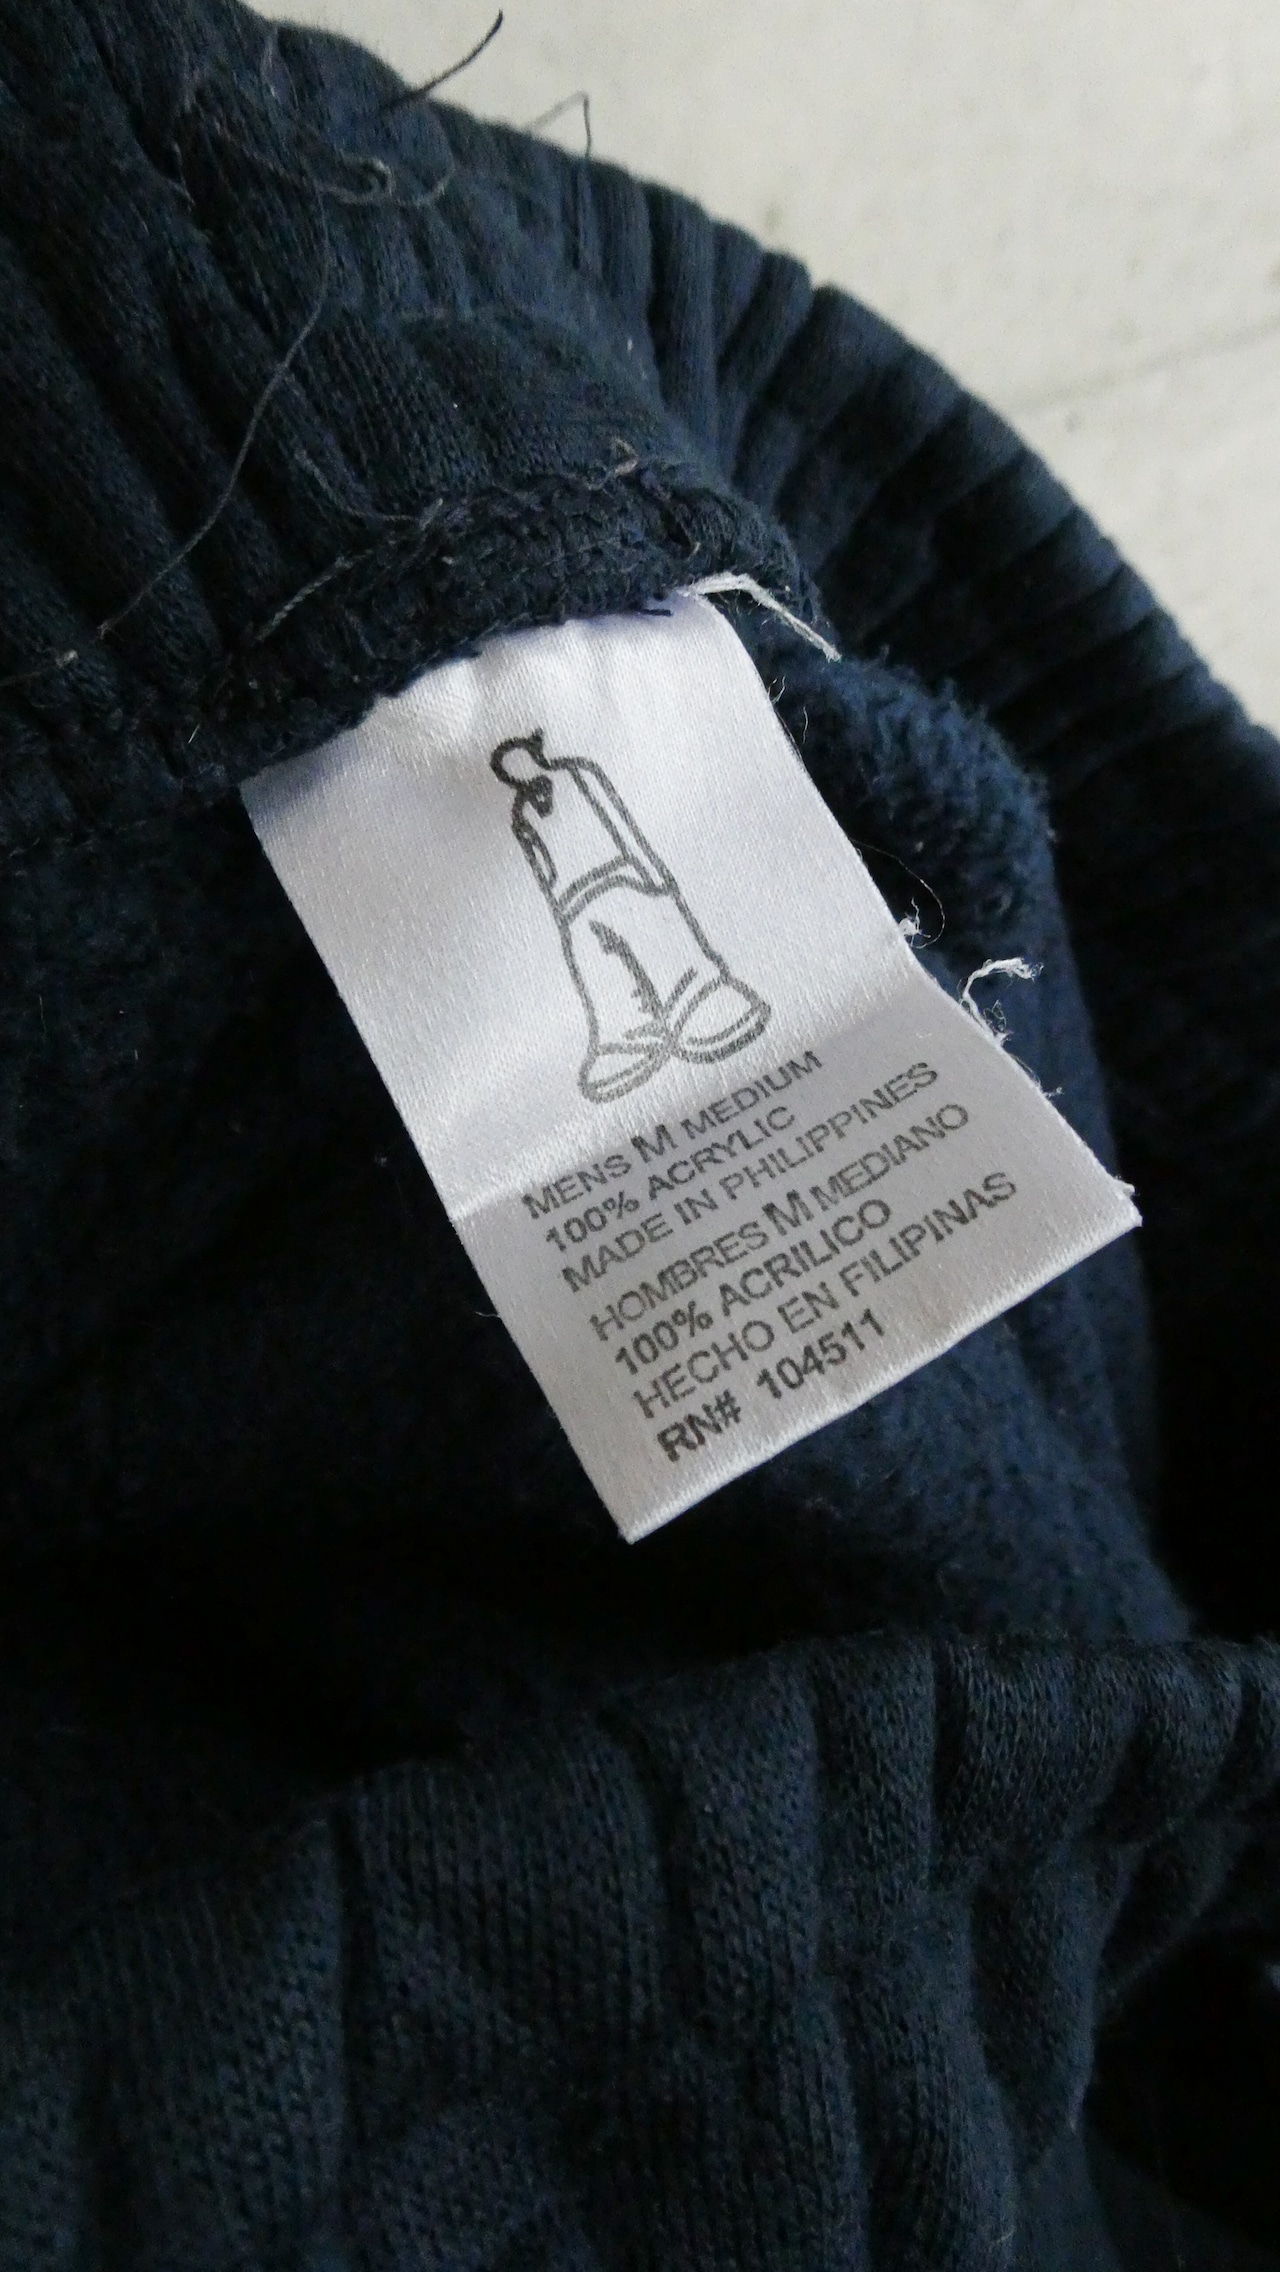 MENS M MEDIUM
100% ACRYLIC
MADE IN PHILIPPINES
HOMBRES M MEDIANO
100% ACRILICO
HECHO EN FILIPINAS
RN# 104511